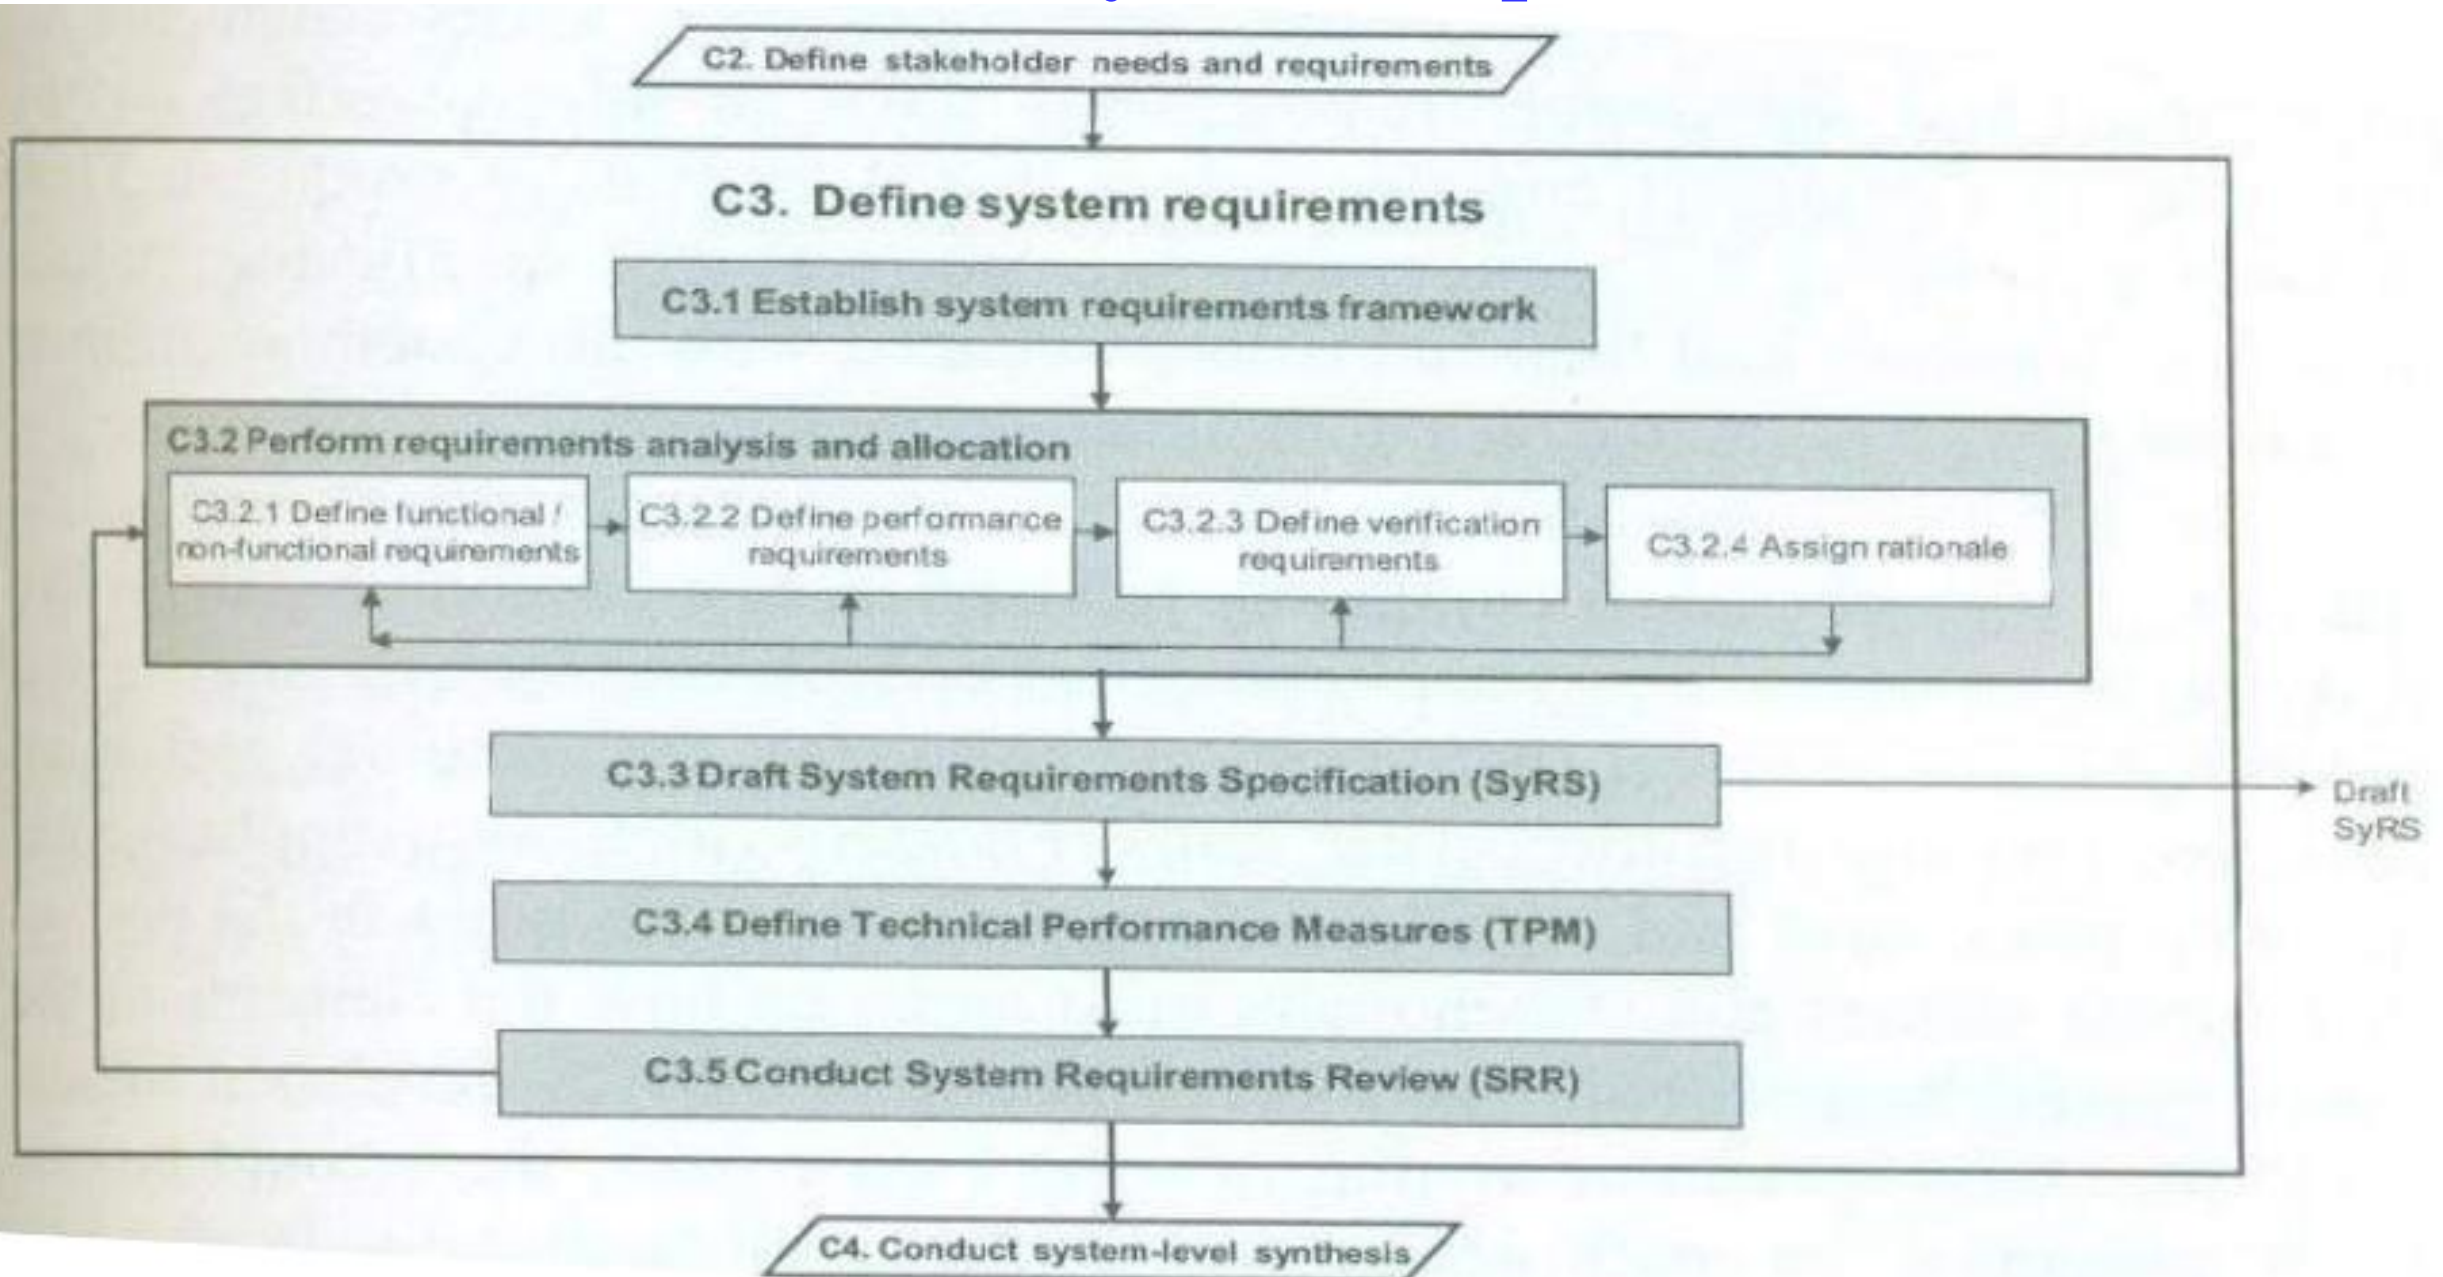 C2. Define stakeholder needs and requirements
C3. Define system requirements
C3.1 Establish system requirements framework
C3.2 Perform requirements analysis and allocation
C3.2.1 Define functional /
non-functional requirements
C3.2.2 Define performance
requirements
C3.2.3 Define verification
requirements
C3.2.4 Assign rationale
C3.3 Draft System Requirements Specification (SyRS)
Draft
SyRS
C3.4 Define Technical Performance Measures (TPM)
C3.5 Conduct System Requirements Review (SRR)
C4. Conduct system-level synthesis